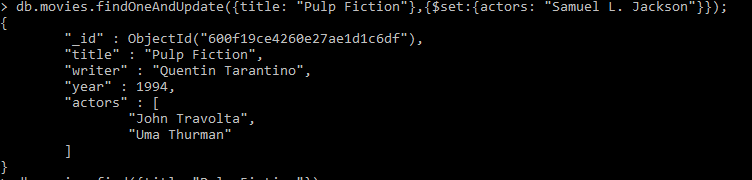 > db.movies.findOneAndUpdate({title: "Pulp Fiction"},{$set:{actors: "Samuel L. Jackson"}});
{
        "_id" : ObjectId("600f19ce4260e27ae1d1c6df"),
        "title" : "Pulp Fiction",
        "writer" : "Quentin Tarantino",
        "year" : 1994,
        "actors" : [
                "John Travolta",
                "Uma Thurman"
        ]
}